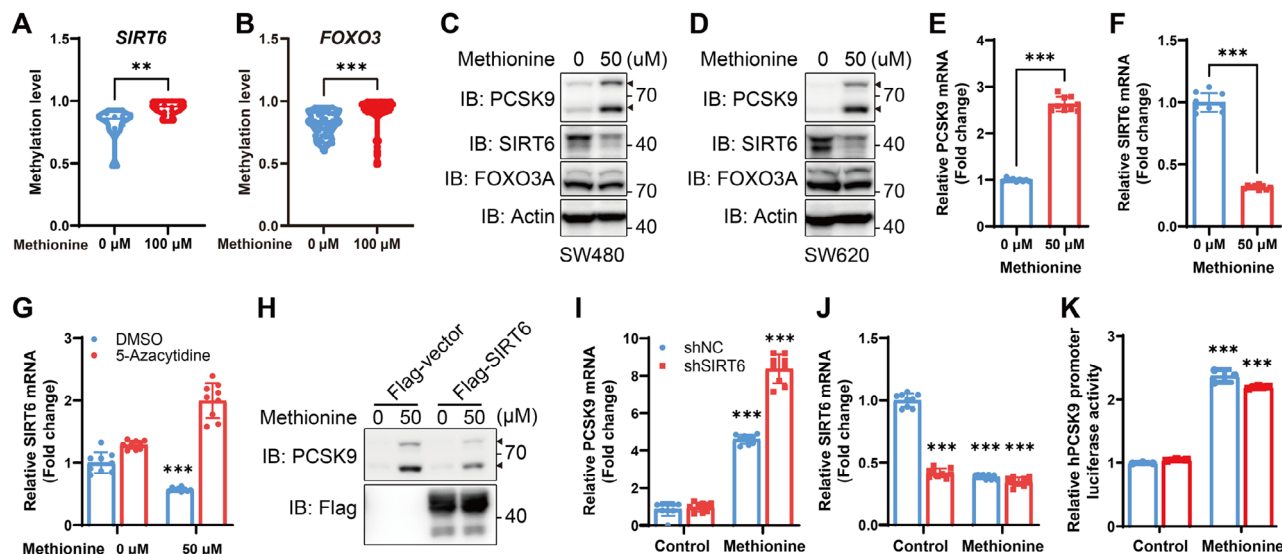 A
SIRT6
Methylation level
1.5
1.0
0.5
0.0
**
Methionine 0 μM 100 μM
B
FOXO3
Methylation level
1.5
1.0
0.5
0.0
***
0 μM 100 μM
C
Methionine 0 50 (uM)
IB: PCSK9
70
IB: SIRT6
40
IB: FOXO3A
70
IB: Actin
40
SW480
D
Methionine 0 50 (uM)
IB: PCSK9
70
IB: SIRT6
40
IB: FOXO3A
70
IB: Actin
40
SW620
E
Relative PCSK9 mRNA
(Fold change)
4
3
2
1
0
***
0 μM 50 μM
Methionine
F
Relative SIRT6 mRNA
(Fold change)
1.5
1.0
0.5
0.0
***
0 μM 50 μM
Methionine
G
Relative SIRT6 mRNA
(Fold change)
3
2
1
0
DMSO
5-Azacytidine
***
Methionine 0 μM 50 μM
H
Flag-vector
Flag-SIRT6
Methionine 0 50 0 50 (μM)
IB: PCSK9
70
IB: Flag
40
I
Relative PCSK9 mRNA
(Fold change)
10
8
6
4
2
0
shNC
shSIRT6
***
***
Control Methionine
J
Relative SIRT6 mRNA
(Fold change)
1.5
1.0
0.5
0.0
*** *** ***
Control Methionine
K
Relative hPCSK9 promoter
luciferase activity
3
2
1
0
***
***
Control Methionine